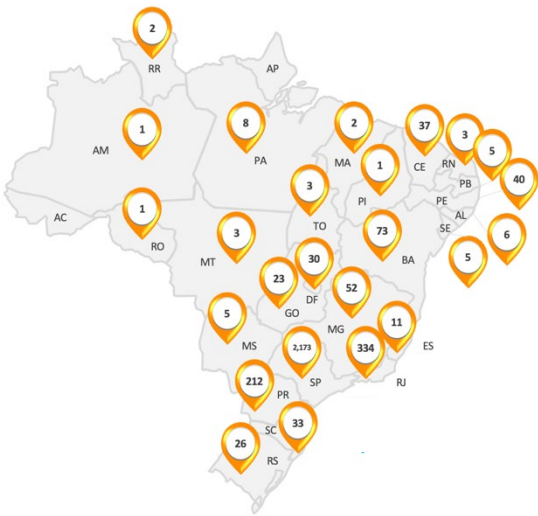 2
RR
AP
1
AM
8
PA
2
MA
37
CE
3
RN
5
PB
40
1
PI
PE
AL
SE
6
5
AC
1
RO
3
TO
3
MT
73
BA
30
DF
23
GO
52
MG
5
MS
11
ES
2,173
SP
334
RJ
212
PR
SC
33
26
RS